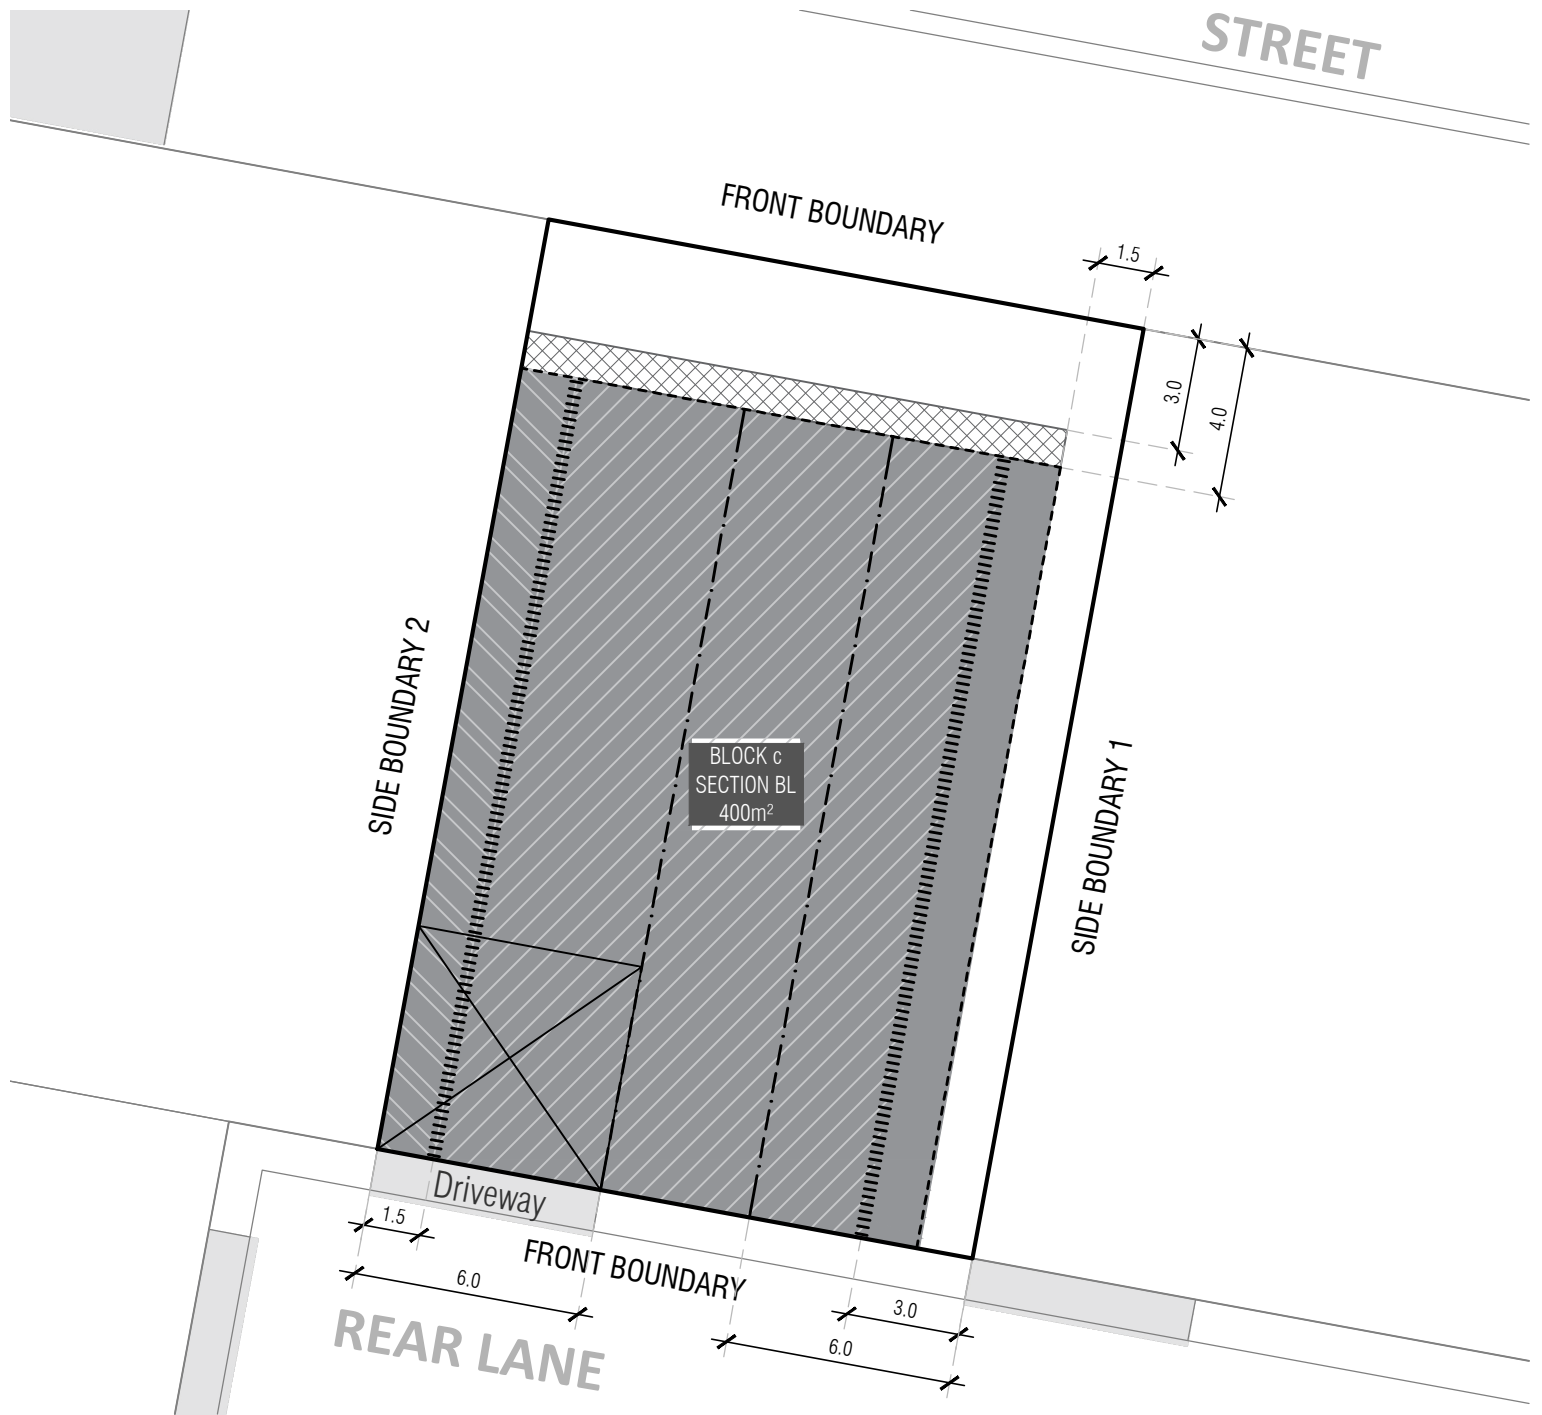 STREET
FRONT BOUNDARY
1.5
3.0
4.0
SIDE BOUNDARY 2
BLOCK c
SECTION BL
400m²
SIDE BOUNDARY 1
Driveway
1.5
FRONT BOUNDARY
6.0
3.0
REAR LANE
6.0